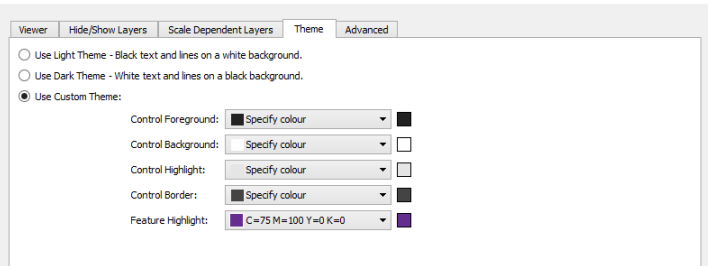 Viewer Hide/Show Layers Scale Dependent Layers Theme Advanced
Use Light Theme - Black text and lines on a white background.
Use Dark Theme - White text and lines on a black background.
Use Custom Theme:
Control Foreground: Specify colour
Control Background: Specify colour
Control Highlight: Specify colour
Control Border: Specify colour
Feature Highlight: C=75 M=100 Y=0 K=0